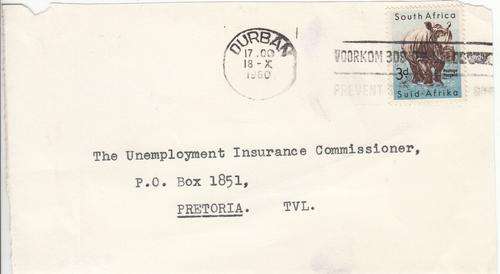 DURBAN
17.00
18-X
1960
VOORKOM
PREVENT
South Africa
3d
Suid-Afrika
The Unemployment Insurance Commissioner,
P.O. Box 1851,
PRETORIA. TVL.